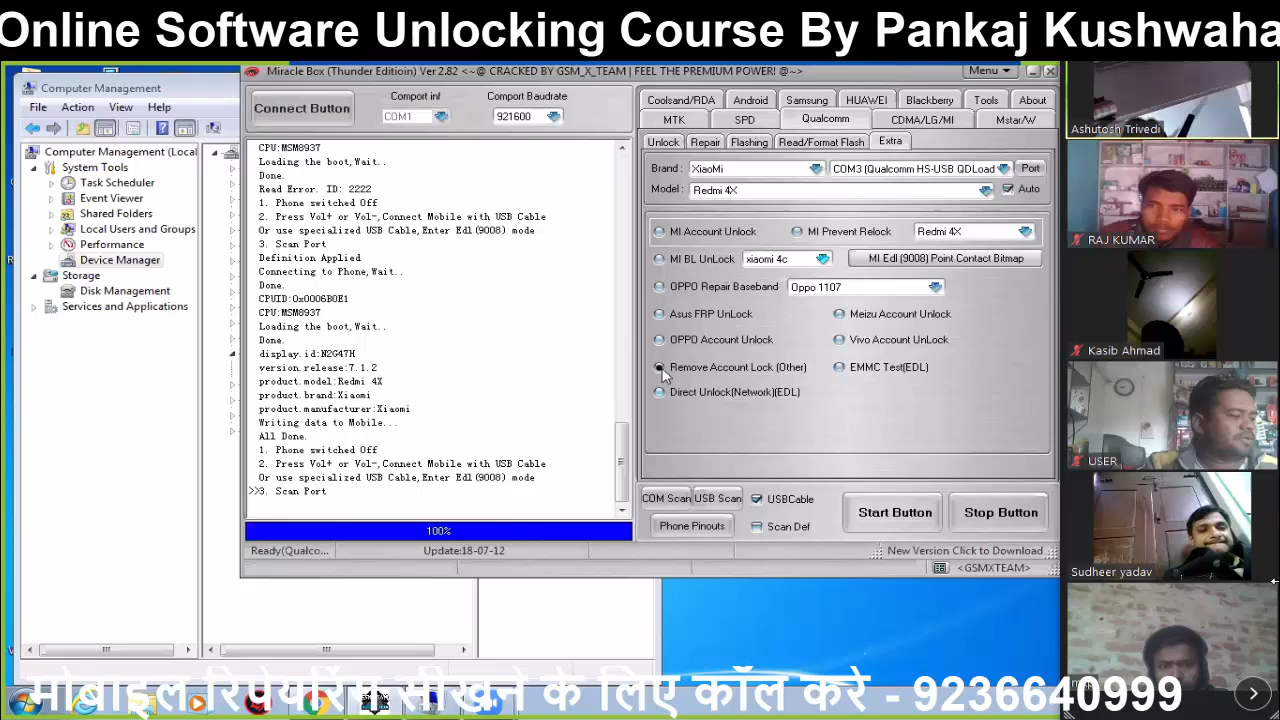 Online Software Unlocking Course By Pankaj Kushwaha
Computer Management
File Action View Help
Computer Management (Local
System Tools
Task Scheduler
Event Viewer
Shared Folders
Local Users and Groups
Performance
Device Manager
Storage
Disk Management
Services and Applications
Miracle Box (Thunder Editioin) Ver 2.82 <~@ CRACKED BY GSM_X_TEAM | FEEL THE PREMIUM POWER! @~>
Menu
Connect Button
Comport inf
Comport Baudrate
COM1
921600
CPU:MSM8937
Loading the boot,Wait..
Done.
Read Error. ID: 2222
1. Phone switched Off
2. Press Vol+ or Vol-,Connect Mobile with USB Cable
Or use specialized USB Cable,Enter Edl(9008) mode
3. Scan Port
Definition Applied
Connecting to Phone,Wait..
CPUID:0x0006B0E1
CPU:MSM8937
Loading the boot,Wait..
Done.
display.id:N2G47H
version.release:7.1.2
product.model:Redmi 4X
product.brand:Xiaomi
product.manufacturer:Xiaomi
Writing data to Mobile...
All Done.
1. Phone switched Off
2. Press Vol+ or Vol-,Connect Mobile with USB Cable
Or use specialized USB Cable,Enter Edl(9008) mode
>>3. Scan Port
100%
Ready(Qualco...
Update:18-07-12
New Version Click to Download
<GSMXTEAM>
Coolsand/RDA Android Samsung HUAWEI Blackberry Tools About
MTK SPD Qualcomm CDMA/LG/MI Mstar/W
Unlock Repair Flashing Read/Format Flash Extra
Brand : XiaoMi COM3 (Qualcomm HS-USB QDLoad Port
Model : Redmi 4X Auto
MI Account Unlock MI Prevent Relock Redmi 4X
MI BL UnLock xiaomi 4c MI Edl (9008) Point Contact Bitmap
OPPO Repair Baseband Oppo 1107
Asus FRP UnLock Meizu Account Unlock
OPPO Account Unlock Vivo Account UnLock
Remove Account Lock (Other) EMMC Test(EDL)
Direct Unlock(Network)(EDL)
COM Scan USB Scan USBCable
Phone Pinouts Scan Def
Start Button Stop Button
Ashutosh Trivedi
RAJ KUMAR
Kasib Ahmad
USER
Sudheer yadav
मोबाइल रिपेयरिंग सीखने के लिए कॉल करे - 9236640999